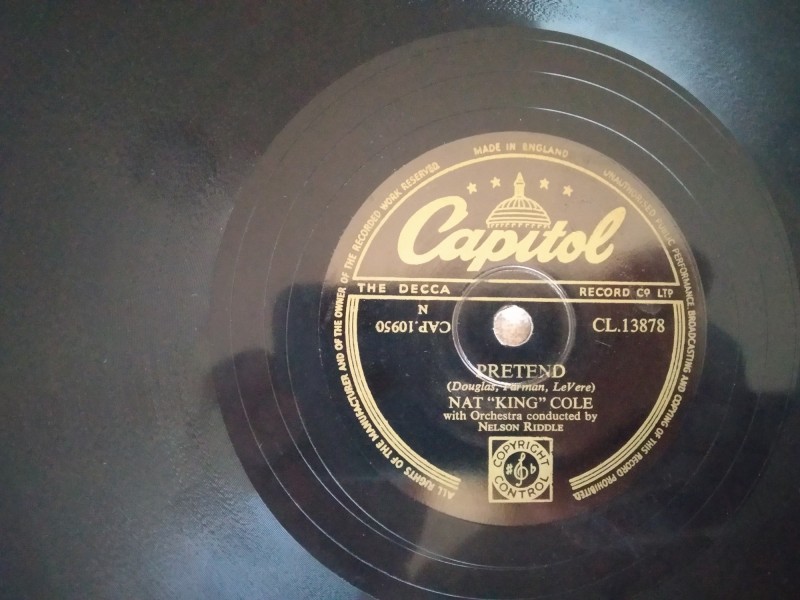 MADE IN ENGLAND
UNAUTHORISED PUBLIC PERFORMANCE BROADCASTING AND COPYING OF THIS RECORD PROHIBITED
ALL RIGHTS OF THE MANUFACTURER AND OF THE OWNER OF THE RECORDED WORK RESERVED
Capitol
THE DECCA RECORD CO LTD
N
CAP.10950
CL.13878
PRETEND
(Douglas, Parman, LeVere)
NAT "KING" COLE
with Orchestra conducted by
NELSON RIDDLE
COPYRIGHT
CONTROL